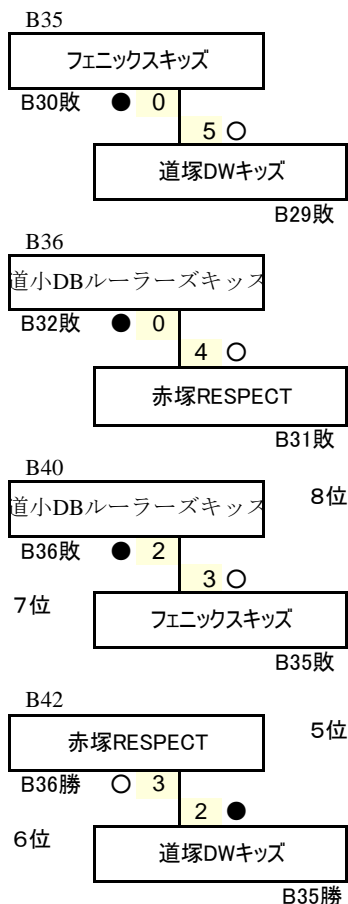 B35
フェニックスキッズ
B30敗 ● 0
5 ○
道塚DWキッズ
B29敗
B36
道小DBルーラーズキッズ
B32敗 ● 0
4 ○
赤塚RESPECT
B31敗
B40
道小DBルーラーズキッズ 8位
B36敗 ● 2
3 ○
7位 フェニックスキッズ
B35敗
B42
赤塚RESPECT 5位
B36勝 ○ 3
2 ●
6位 道塚DWキッズ
B35勝